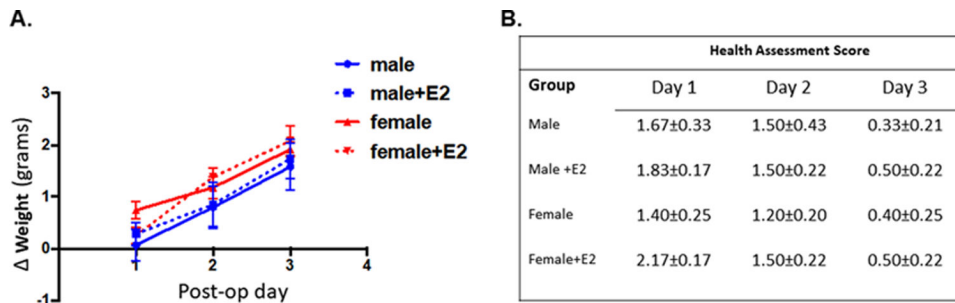 A.
male
male+E2
female
female+E2
Δ Weight (grams)
3
2
1
0
-1
1
2
3
4
Post-op day
B.
Health Assessment Score
Group Day 1 Day 2 Day 3
Male 1.67±0.33 1.50±0.43 0.33±0.21
Male +E2 1.83±0.17 1.50±0.22 0.50±0.22
Female 1.40±0.25 1.20±0.20 0.40±0.25
Female+E2 2.17±0.17 1.50±0.22 0.50±0.22